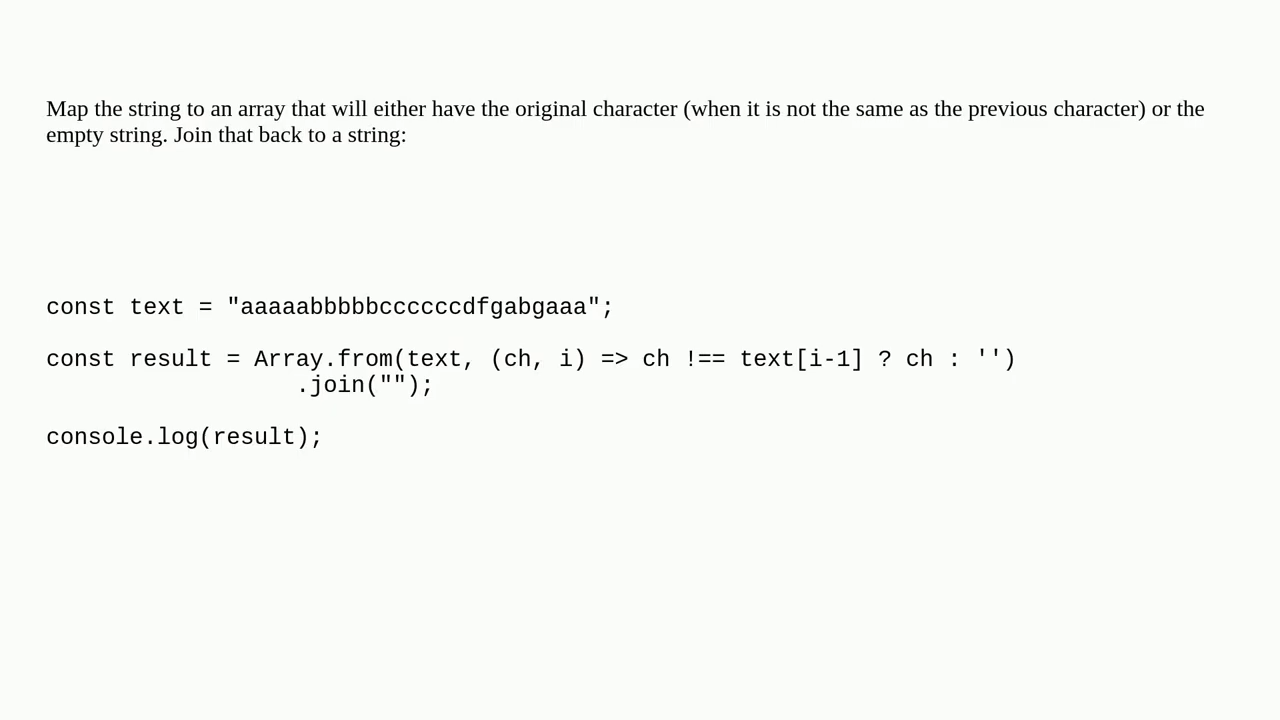 Map the string to an array that will either have the original character (when it is not the same as the previous character) or the
empty string. Join that back to a string:
const text = "aaaaabbbbbccccccdfgabgaaa";
const result = Array.from(text, (ch, i) => ch !== text[i-1] ? ch : '')
.join("");
console.log(result);